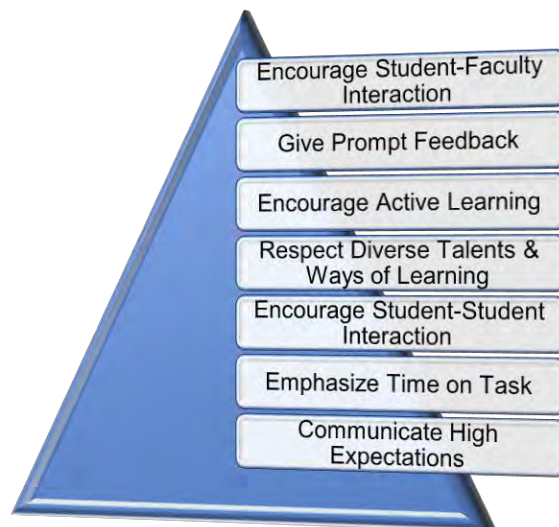 Encourage Student-Faculty
Interaction
Give Prompt Feedback
Encourage Active Learning
Respect Diverse Talents &
Ways of Learning
Encourage Student-Student
Interaction
Emphasize Time on Task
Communicate High
Expectations